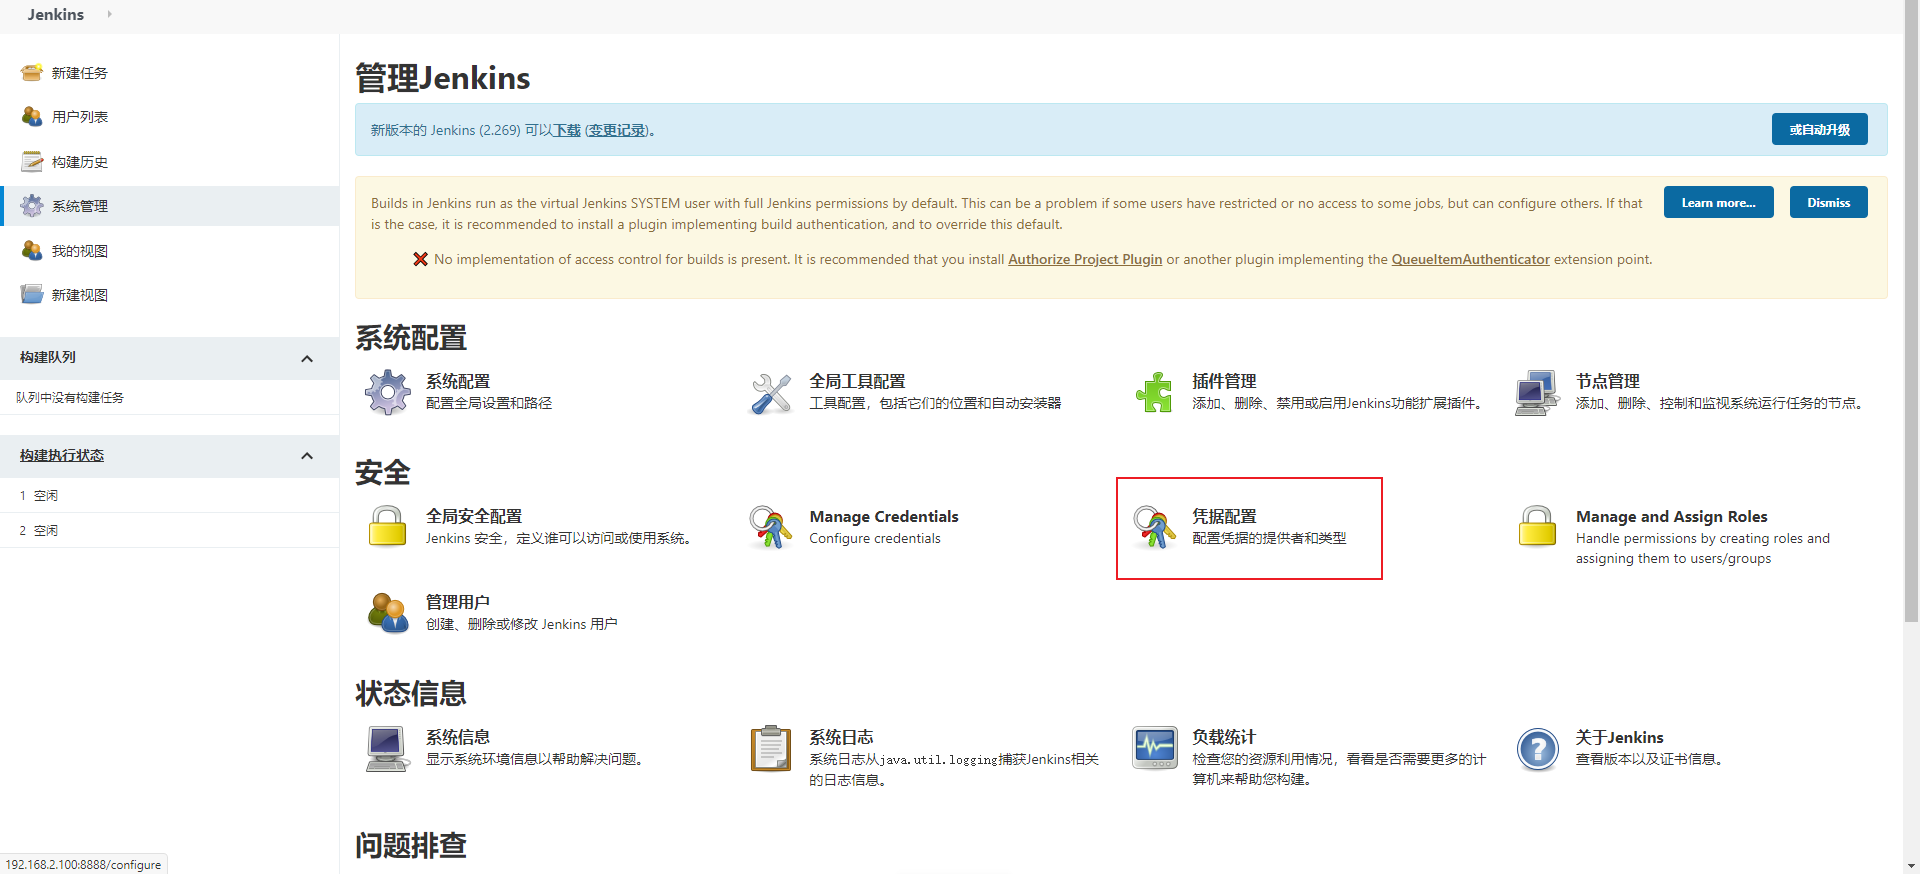 Jenkins
新建任务
用户列表
构建历史
系统管理
我的视图
新建视图
构建队列
队列中没有构建任务
构建执行状态
1 空闲
2 空闲
管理Jenkins
新版本的 Jenkins (2.269) 可以下载 (变更记录)。
或自动升级
Builds in Jenkins run as the virtual Jenkins SYSTEM user with full Jenkins permissions by default. This can be a problem if some users have restricted or no access to some jobs, but can configure others. If that
is the case, it is recommended to install a plugin implementing build authentication, and to override this default.
Learn more...
Dismiss
No implementation of access control for builds is present. It is recommended that you install Authorize Project Plugin or another plugin implementing the QueueItemAuthenticator extension point.
系统配置
系统配置
配置全局设置和路径
全局工具配置
工具配置，包括它们的位置和自动安装器
插件管理
添加、删除、禁用或启用Jenkins功能扩展插件。
节点管理
添加、删除、控制和监视系统运行任务的节点。
安全
全局安全配置
Jenkins 安全，定义谁可以访问或使用系统。
Manage Credentials
Configure credentials
凭据配置
配置凭据的提供者和类型
Manage and Assign Roles
Handle permissions by creating roles and
assigning them to users/groups
管理用户
创建、删除或修改 Jenkins 用户
状态信息
系统信息
显示系统环境信息以帮助解决问题。
系统日志
系统日志从java.util.logging捕获Jenkins相关
的日志信息。
负载统计
检查您的资源利用情况，看看是否需要更多的计
算机来帮助您构建。
关于Jenkins
查看版本以及证书信息。
问题排查
192.168.2.100:8888/configure